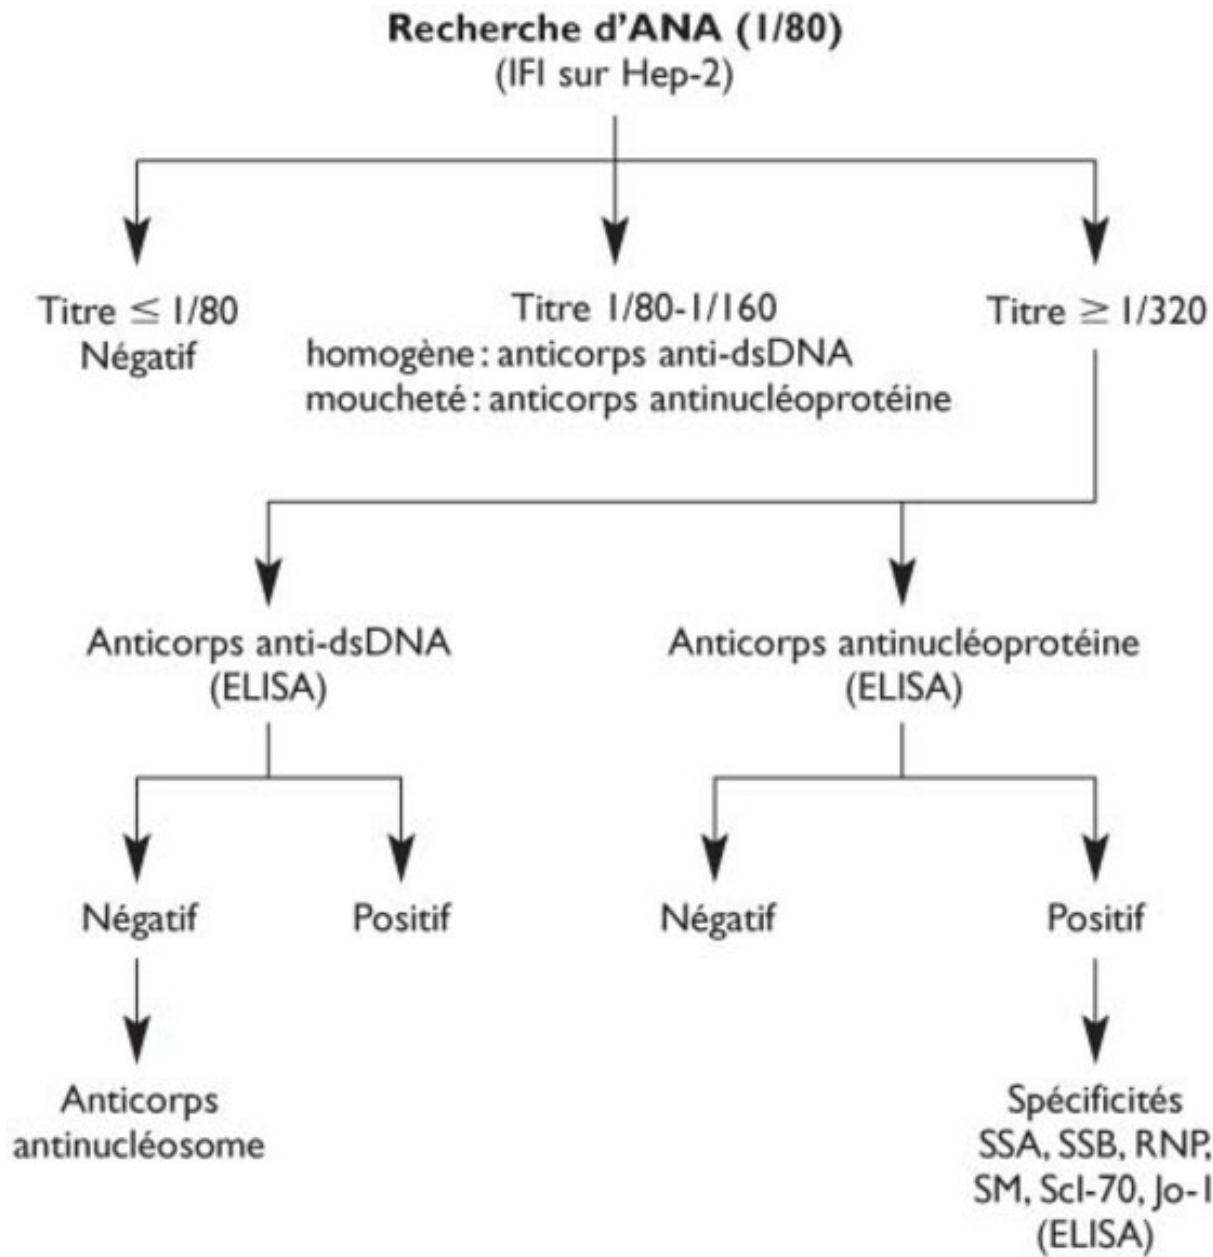 Recherche d'ANA (1/80)
(IFI sur Hep-2)
Titre ≤ 1/80
Négatif
Titre 1/80-1/160
homogène : anticorps anti-dsDNA
moucheté : anticorps antinucléoprotéine
Titre ≥ 1/320
Anticorps anti-dsDNA
(ELISA)
Anticorps antinucléoprotéine
(ELISA)
Négatif
Positif
Négatif
Positif
Anticorps
antinucléosome
Spécificités
SSA, SSB, RNP,
SM, Scl-70, Jo-1
(ELISA)